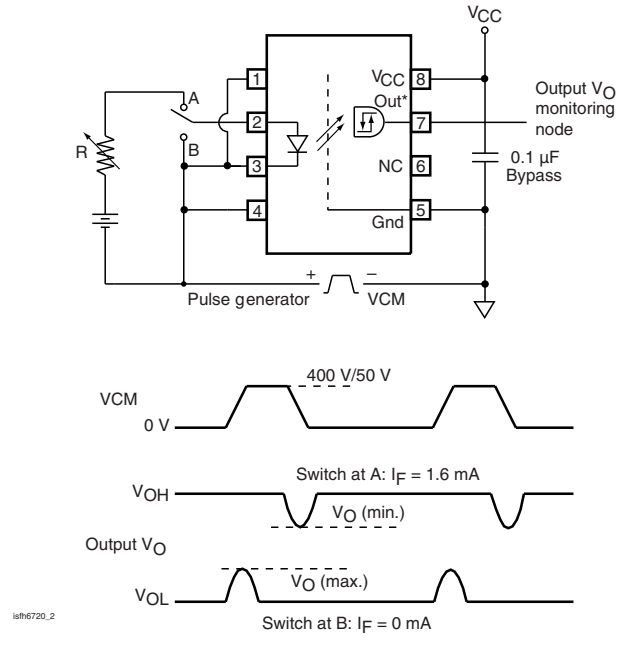 VCC
1
2
3
4
VCC 8
Out*
7
NC 6
5
Gnd
A
B
R
Output VO
monitoring
node
0.1 µF
Bypass
+
–
Pulse generator
VCM
400 V/50 V
VCM
0 V
Switch at A: IF = 1.6 mA
VOH
VO (min.)
Output VO
VO (max.)
VOL
Switch at B: IF = 0 mA
isfh6720_2